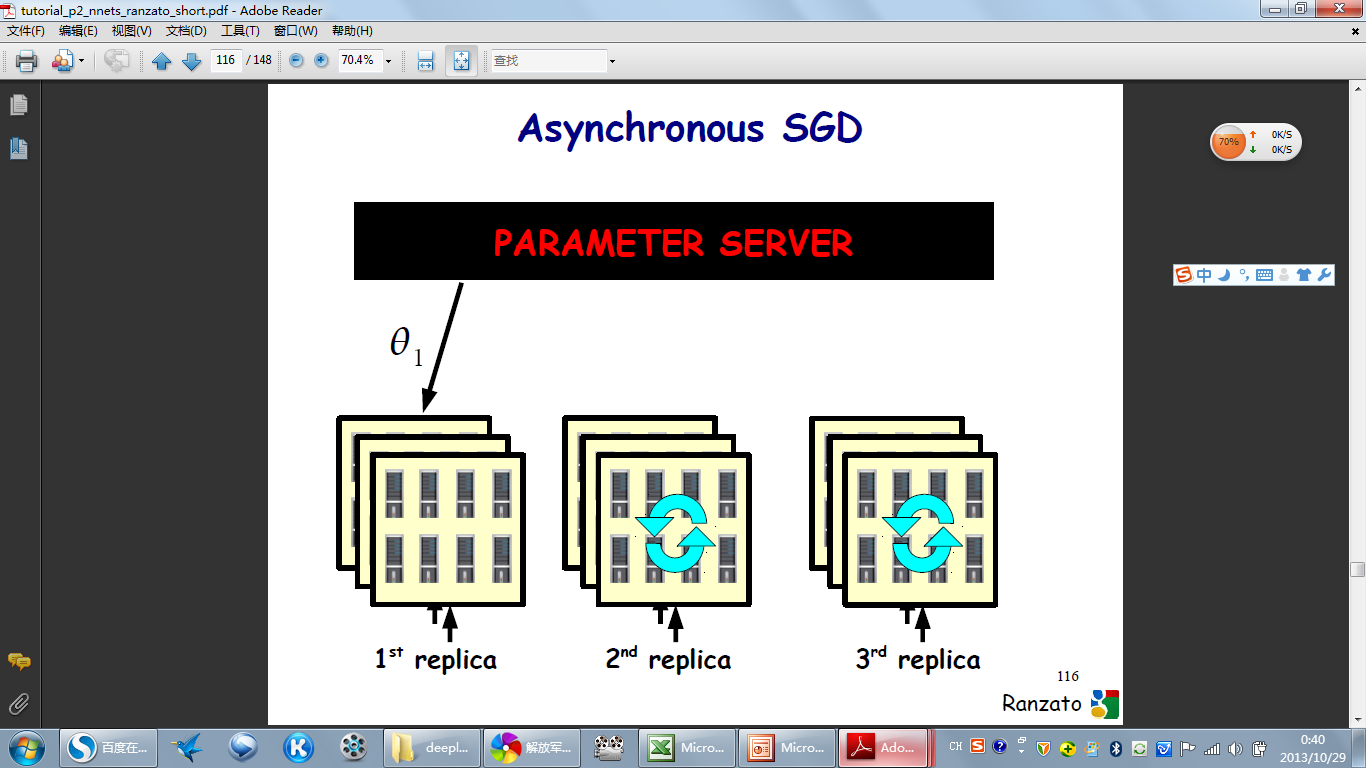 tutorial_p2_nnets_ranzato_short.pdf - Adobe Reader
文件(F) 编辑(E) 视图(V) 文档(D) 工具(T) 窗口(W) 帮助(H)
116 / 148 70.4% 查找
Asynchronous SGD
70% 0K/S
0K/S
PARAMETER SERVER
中
θ1
1st replica 2nd replica 3rd replica
116
Ranzato
百度在... deepl... 解放军... Micro... Micro... Ado... CH 0:40
2013/10/29